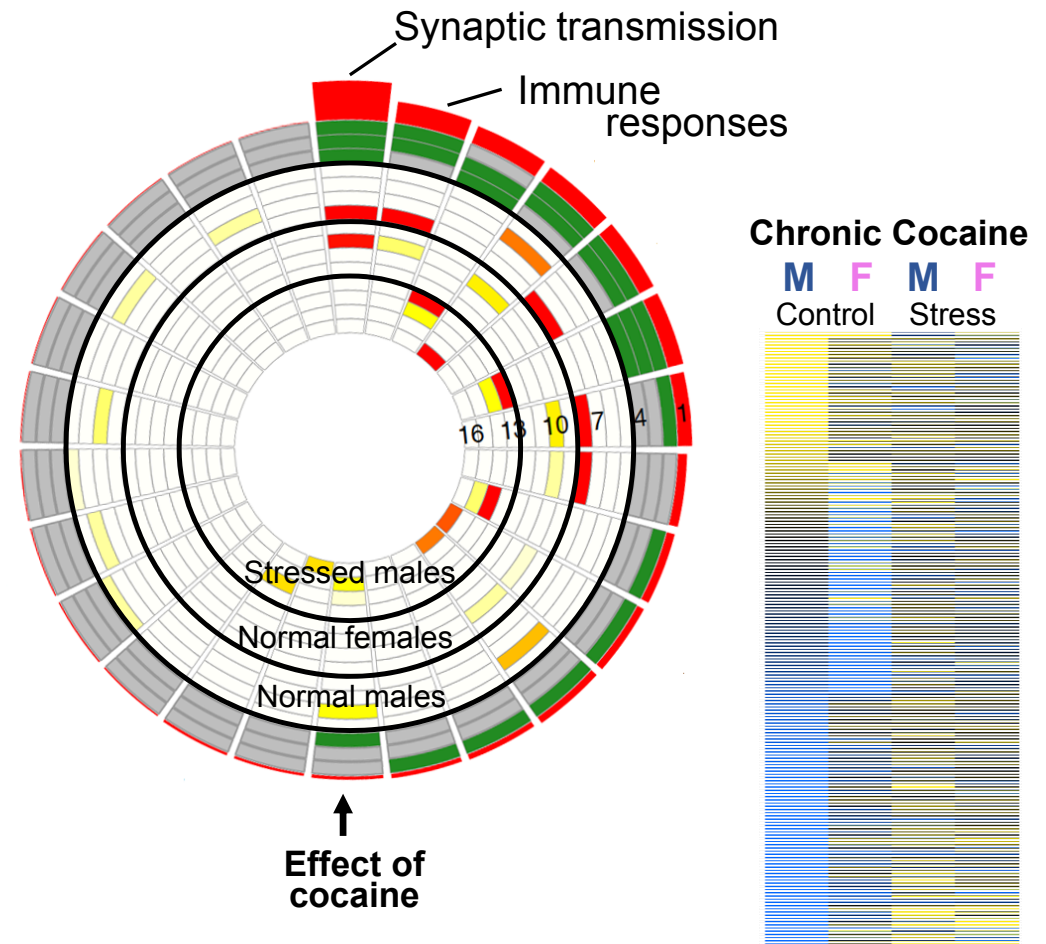 Synaptic transmission
Immune
responses
Chronic Cocaine
M F M F
Control Stress
16 13 10 7 4 1
Stressed males
Normal females
Normal males
Effect of
cocaine